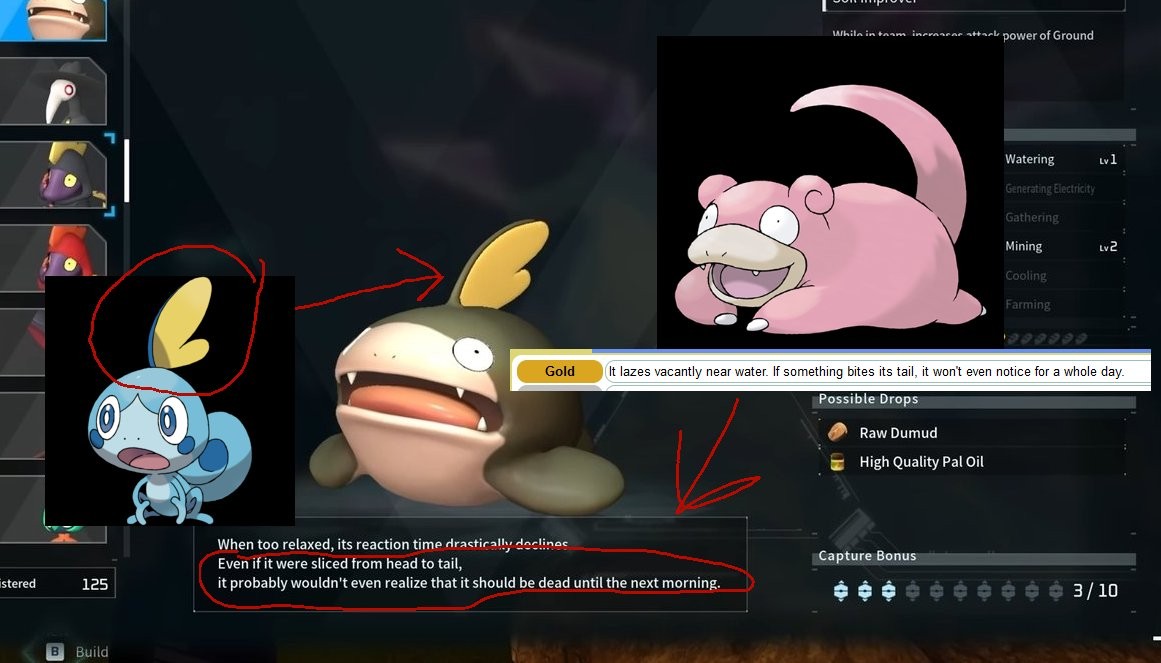 While in team, increases attack power of Ground
Watering Lv 1
Generating Electricity
Gathering
Mining Lv 2
Cooling
Farming
Gold It lazes vacantly near water. If something bites its tail, it won't even notice for a whole day.
Possible Drops
Raw Dumud
High Quality Pal Oil
When too relaxed, its reaction time drastically declines.
Even if it were sliced from head to tail,
it probably wouldn't even realize that it should be dead until the next morning.
Capture Bonus
3 / 10
istered 125
B Build